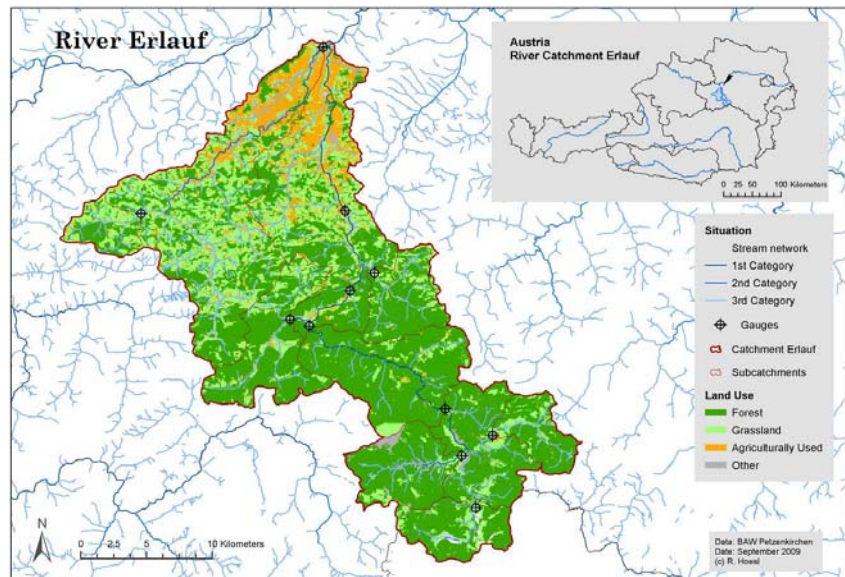 River Erlauf
Austria
River Catchment Erlauf
0 25 50 100 Kilometers
Situation
Stream network
1st Category
2nd Category
3rd Category
Gauges
Catchment Erlauf
Subcatchments
Land Use
Forest
Grassland
Agriculturally Used
Other
N
0 2,5 5 10 Kilometers
Data: BAW Petzenkirchen
Date: September 2009
(c) R. Hoesl